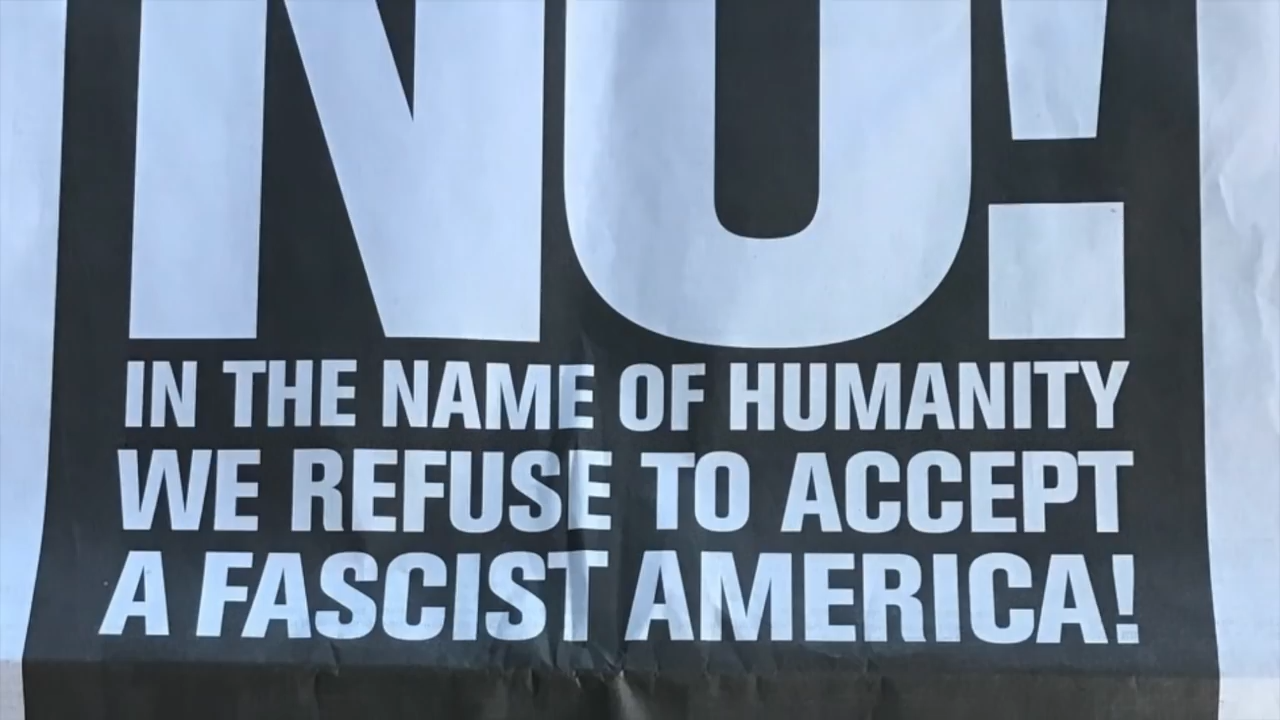 NO!
IN THE NAME OF HUMANITY
WE REFUSE TO ACCEPT
A FASCIST AMERICA!